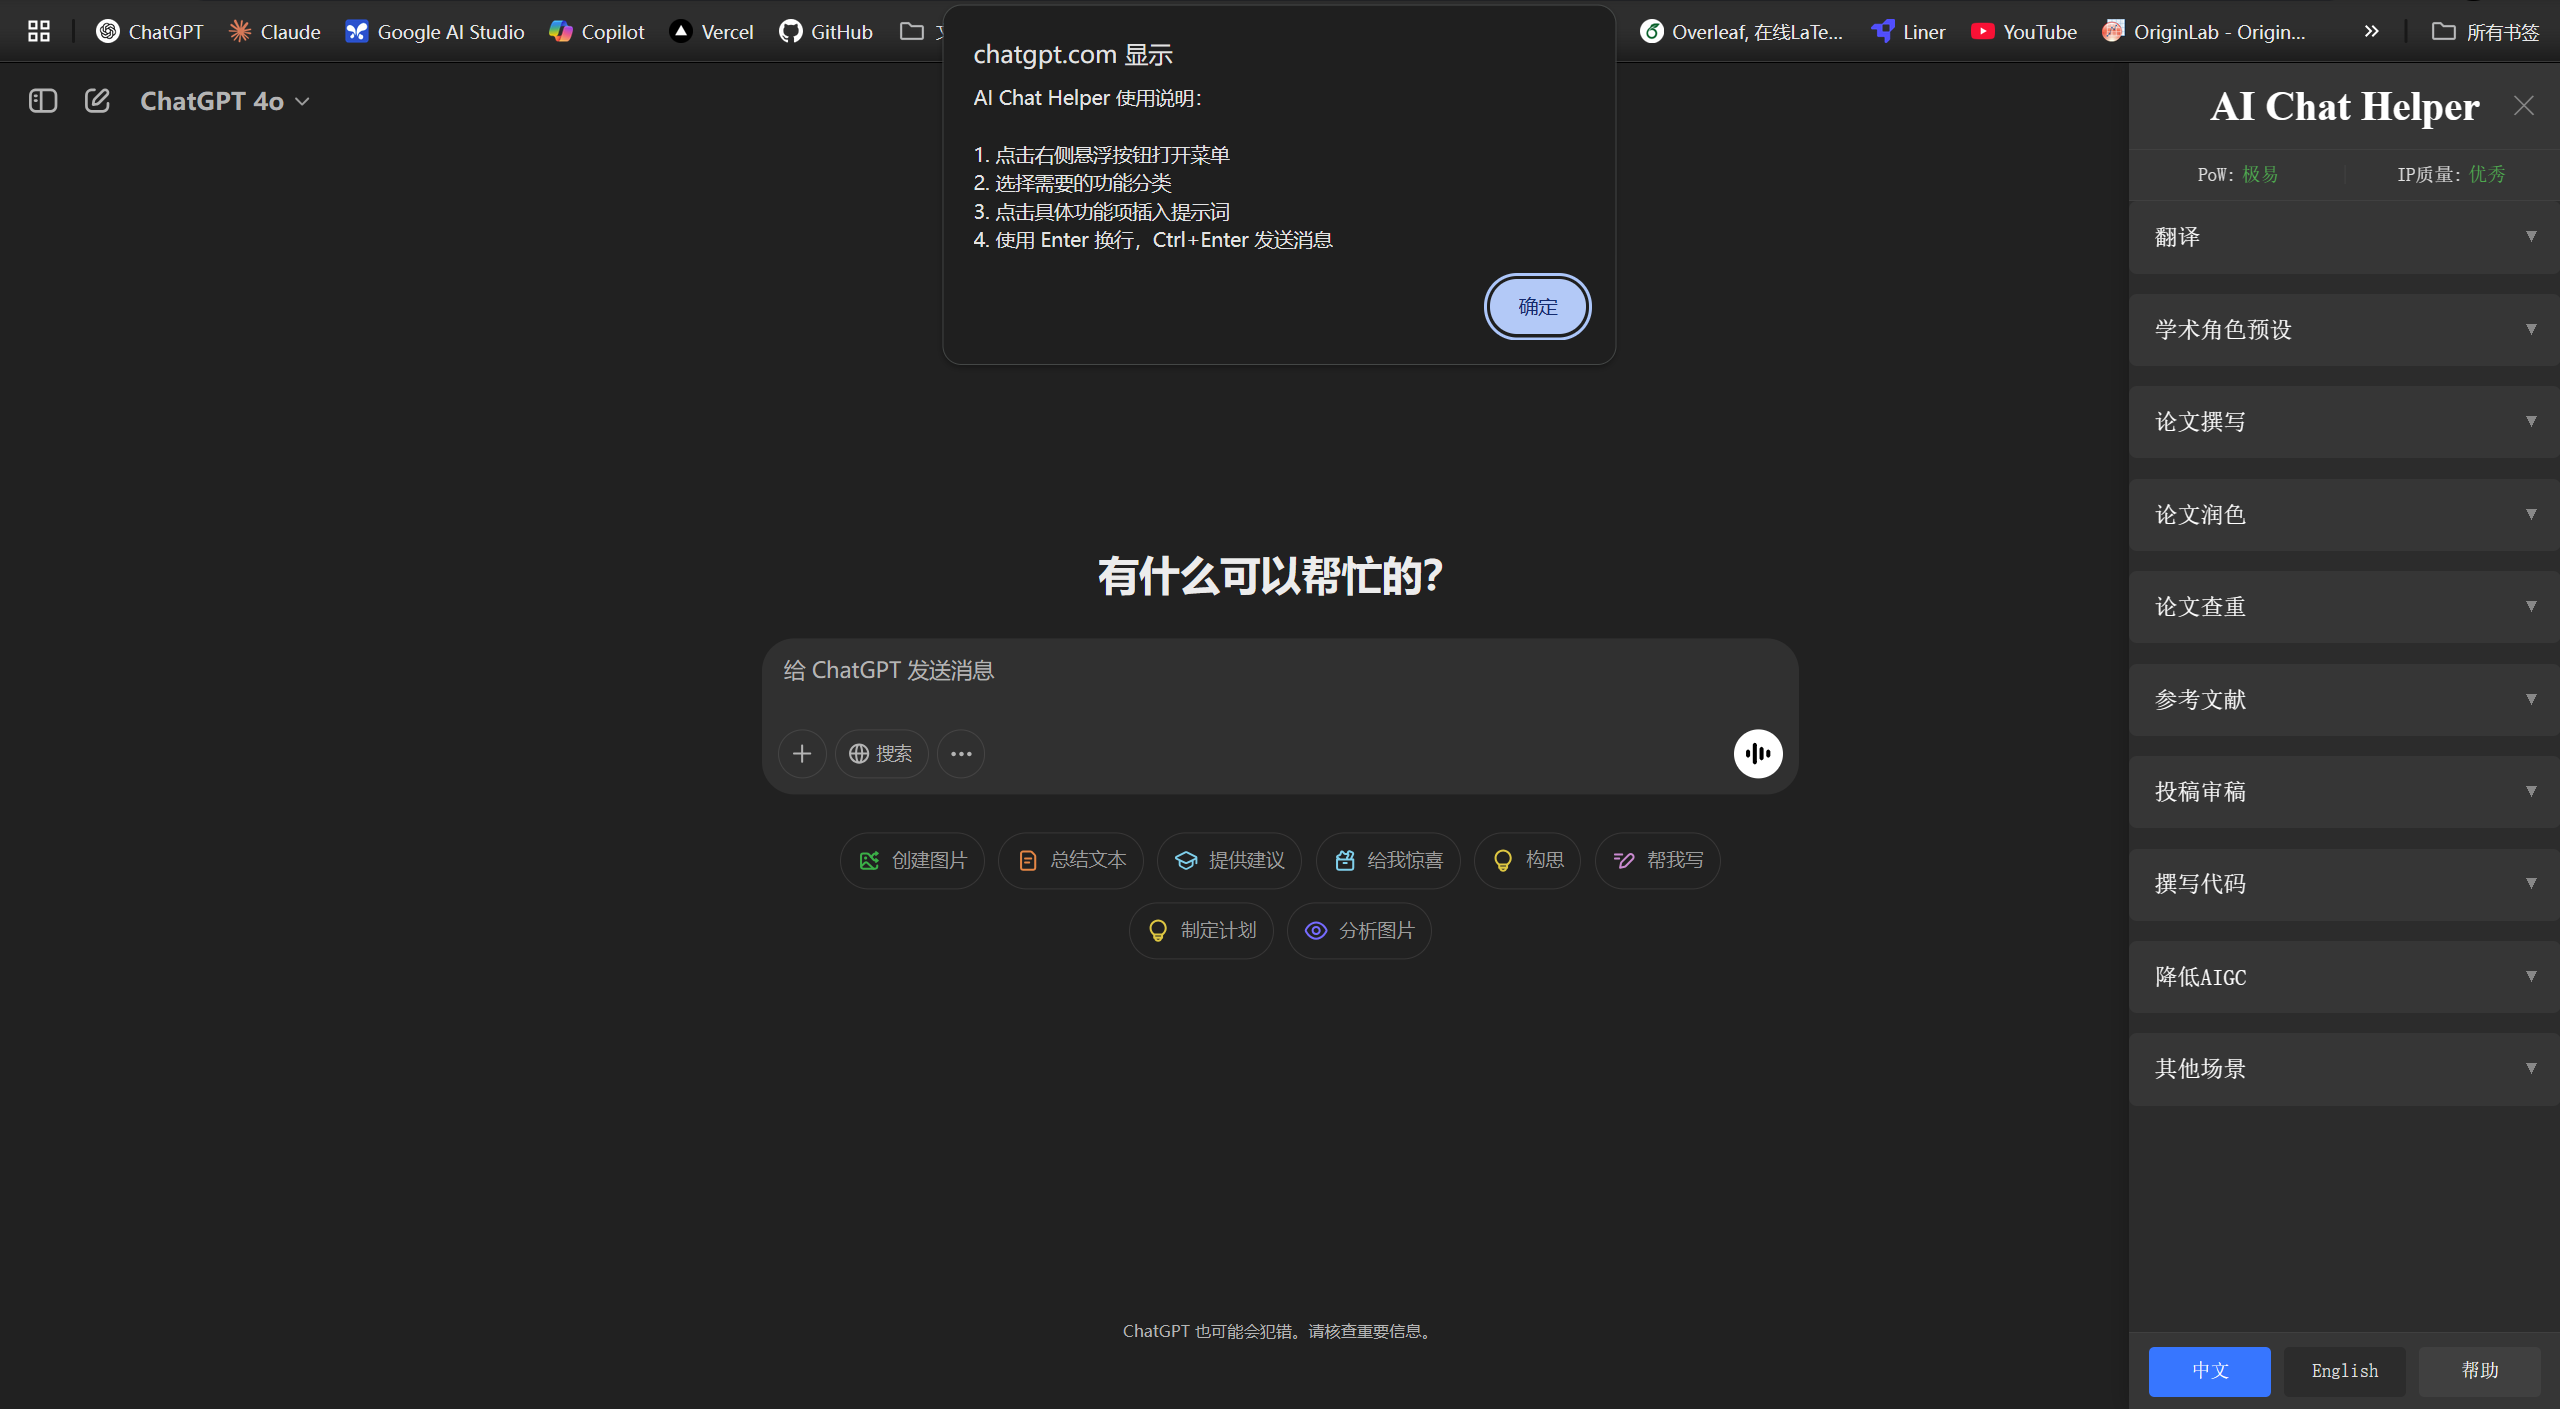 ChatGPT
Claude
Google AI Studio
Copilot
Vercel
GitHub
Overleaf, 在线LaTe...
Liner
YouTube
OriginLab - Origin...
所有书签
chatgpt.com 显示
AI Chat Helper 使用说明：
1. 点击右侧悬浮按钮打开菜单
2. 选择需要的功能分类
3. 点击具体功能项插入提示词
4. 使用 Enter 换行，Ctrl+Enter 发送消息
确定
ChatGPT 4o
有什么可以帮忙的？
给 ChatGPT 发送消息
搜索
创建图片
总结文本
提供建议
给我惊喜
构思
帮我写
制定计划
分析图片
ChatGPT 也可能会犯错。请核查重要信息。
AI Chat Helper
PoW: 极易
IP质量: 优秀
翻译
学术角色预设
论文撰写
论文润色
论文查重
参考文献
投稿审稿
撰写代码
降低AIGC
其他场景
中文
English
帮助